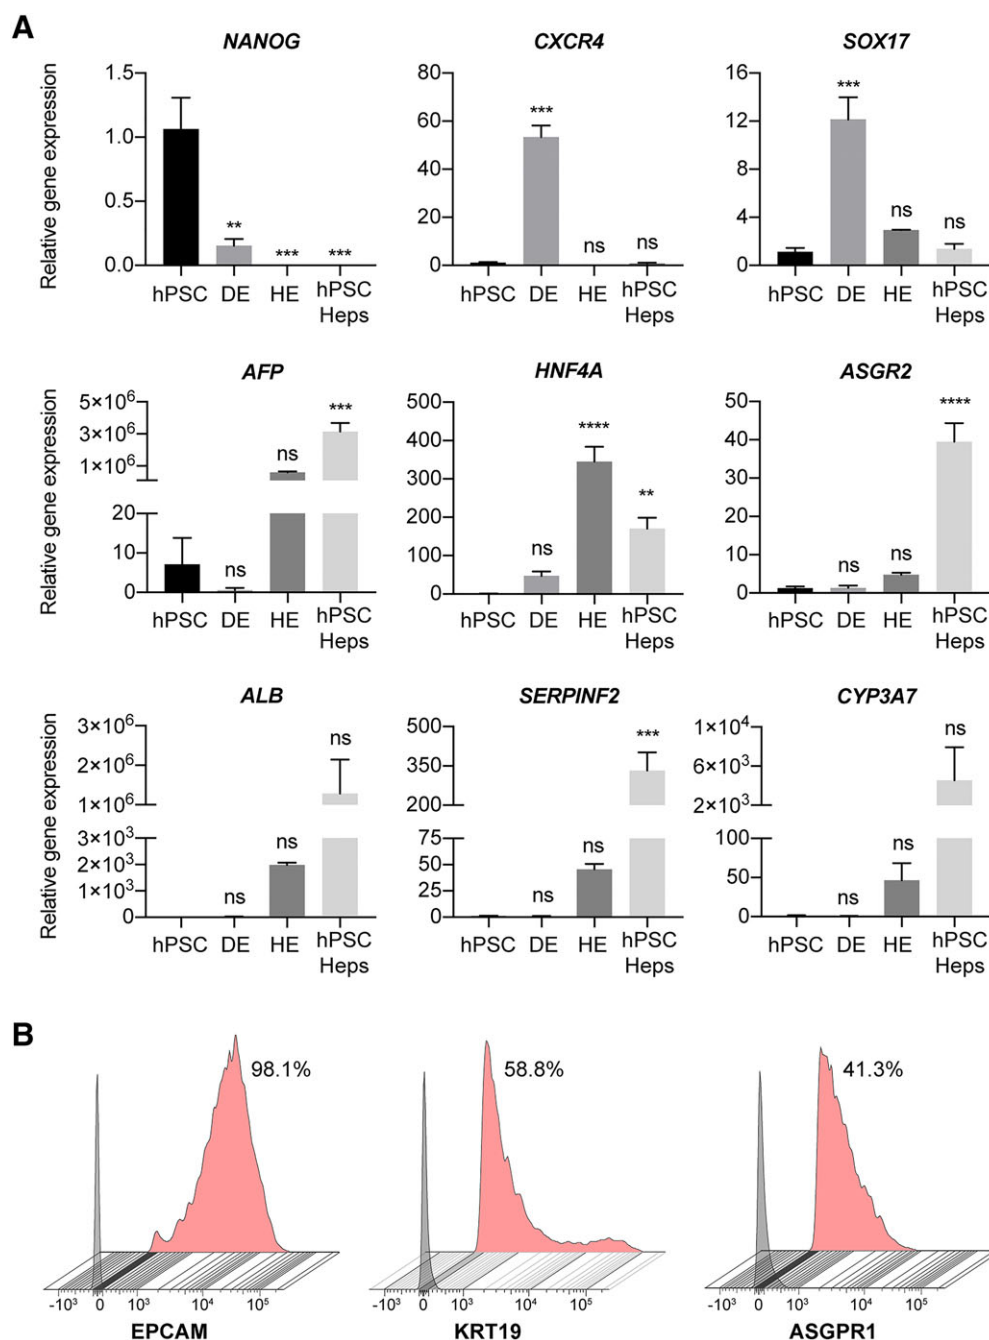 A
NANOG
CXCR4
SOX17
Relative gene expression
1.5
1.0
0.5
0.0
**
***
***
hPSC
DE
HE
hPSC
Heps
80
60
40
20
0
***
ns
ns
hPSC
DE
HE
hPSC
Heps
16
12
8
4
0
***
ns
ns
hPSC
DE
HE
hPSC
Heps
AFP
HNF4A
ASGR2
Relative gene expression
5×10⁶
3×10⁶
1×10⁶
20
10
0
ns
ns
***
hPSC
DE
HE
hPSC
Heps
500
400
300
200
100
0
ns
****
**
hPSC
DE
HE
hPSC
Heps
50
40
30
20
10
0
ns
ns
****
hPSC
DE
HE
hPSC
Heps
ALB
SERPINF2
CYP3A7
Relative gene expression
3×10⁶
2×10⁶
1×10⁶
3×10³
2×10³
1×10³
0
ns
ns
ns
hPSC
DE
HE
hPSC
Heps
500
350
200
75
50
25
0
ns
ns
***
hPSC
DE
HE
hPSC
Heps
1×10⁴
6×10³
2×10³
100
50
0
ns
ns
ns
hPSC
DE
HE
hPSC
Heps
B
98.1%
58.8%
41.3%
-10³ 0 10³ 10⁴ 10⁵
EPCAM
-10³ 0 10³ 10⁴ 10⁵
KRT19
-10³ 0 10³ 10⁴ 10⁵
ASGPR1